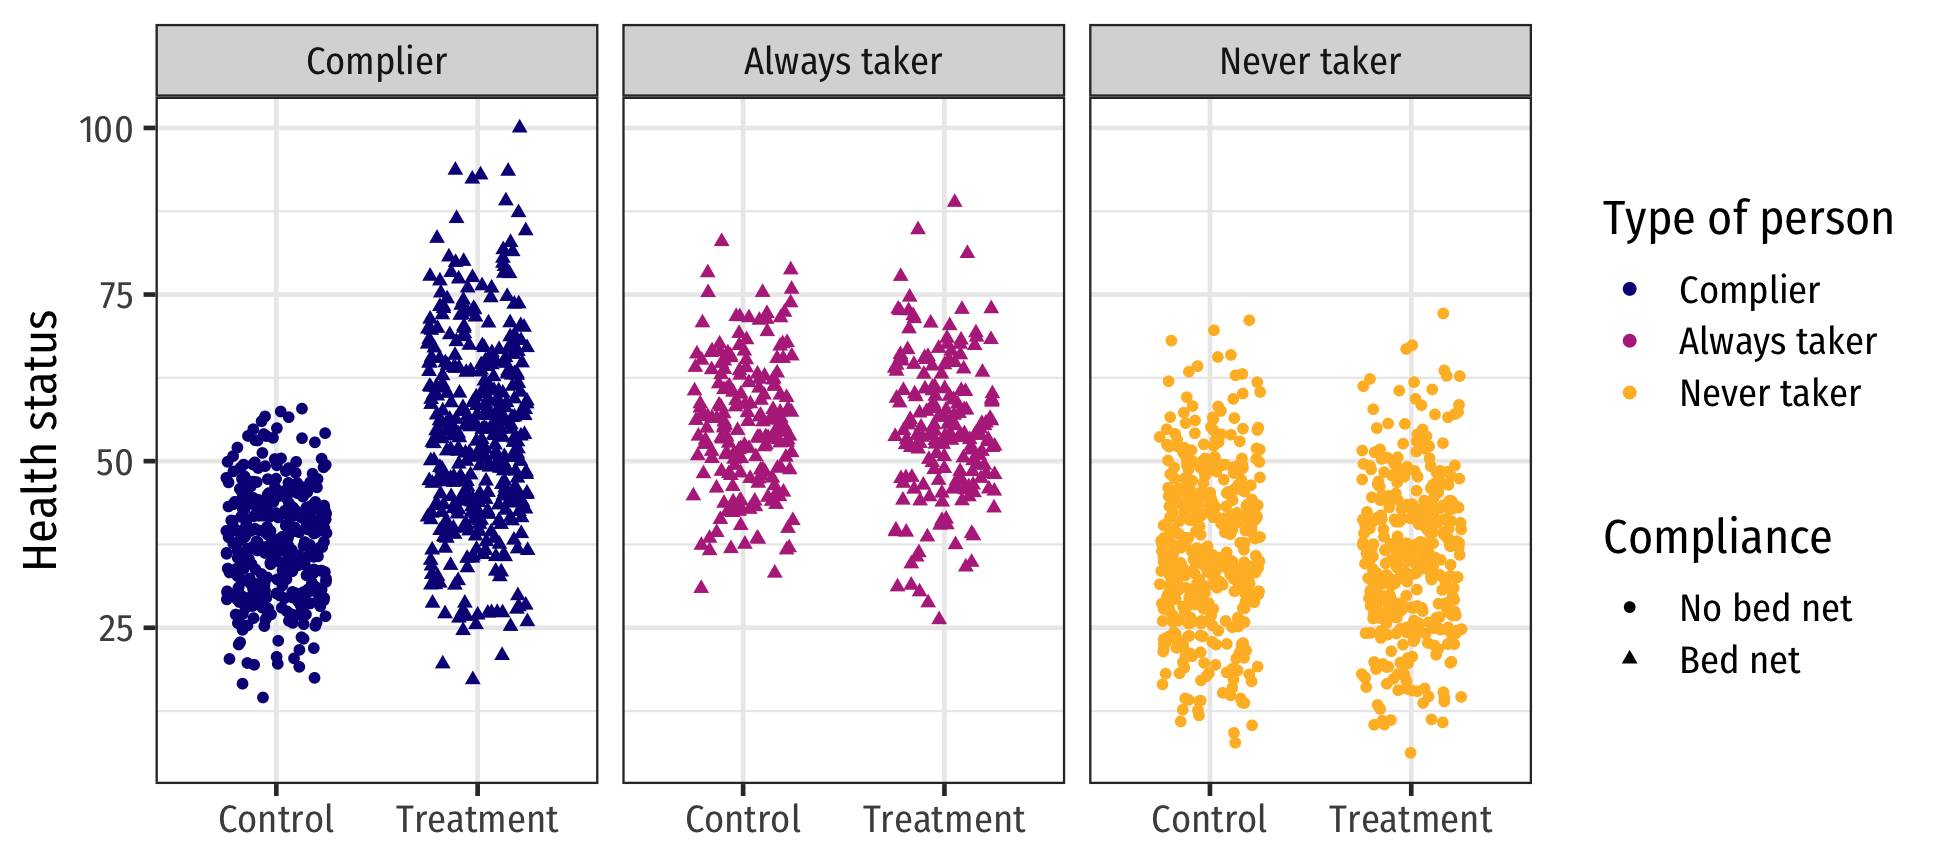 Complier
Always taker
Never taker
Health status
100
75
50
25
Control
Treatment
Control
Treatment
Control
Treatment
Type of person
Complier
Always taker
Never taker
Compliance
No bed net
Bed net